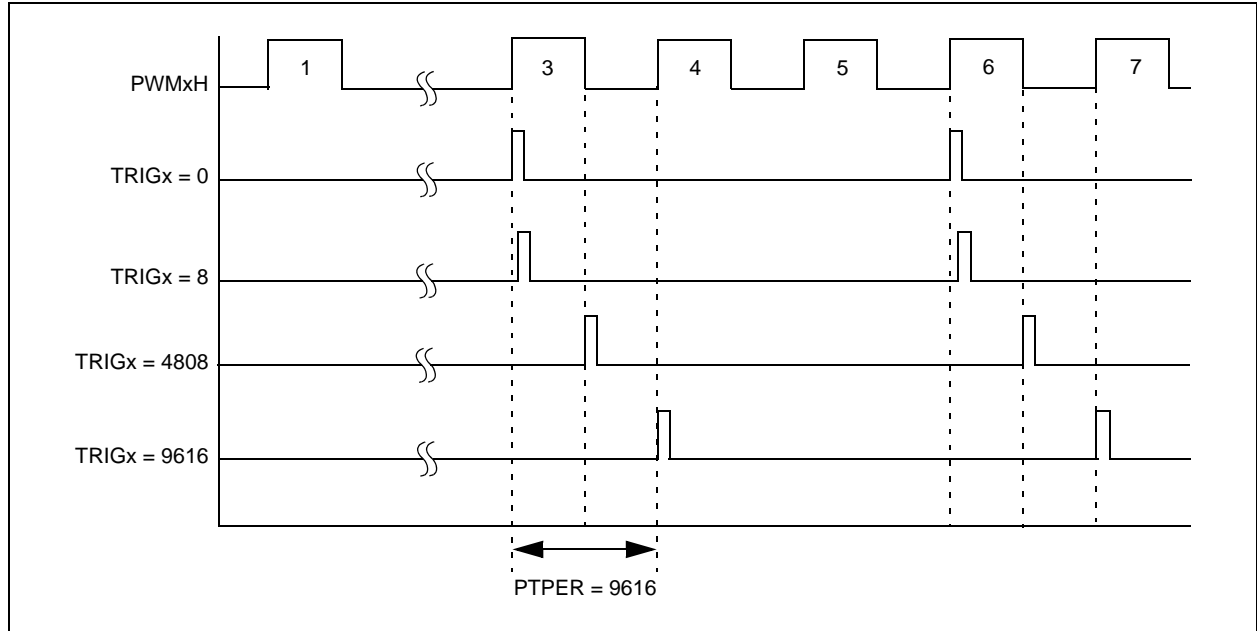 PWMxH
1
3
4
5
6
7
TRIGx = 0
TRIGx = 8
TRIGx = 4808
TRIGx = 9616
PTPER = 9616